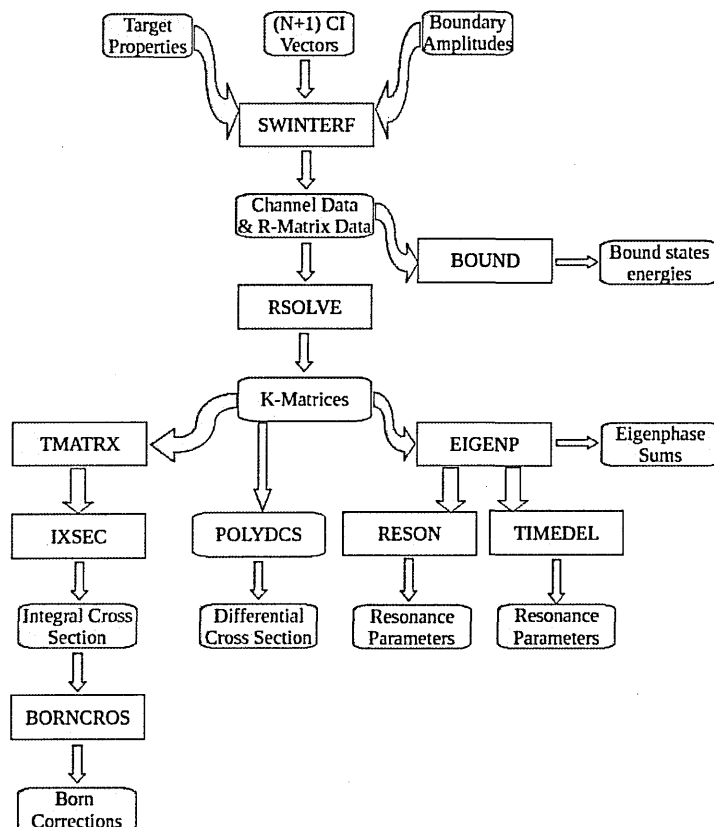 Target
Properties
(N+1) CI
Vectors
Boundary
Amplitudes
SWINTERF
Channel Data
& R-Matrix Data
BOUND
Bound states
energies
RSOLVE
K-Matrices
TMATRX
EIGENP
Eigenphase
Sums
IXSEC
POLYDCS
RESON
TIMEDEL
Integral Cross
Section
Differential
Cross Section
Resonance
Parameters
Resonance
Parameters
BORNCROS
Born
Corrections